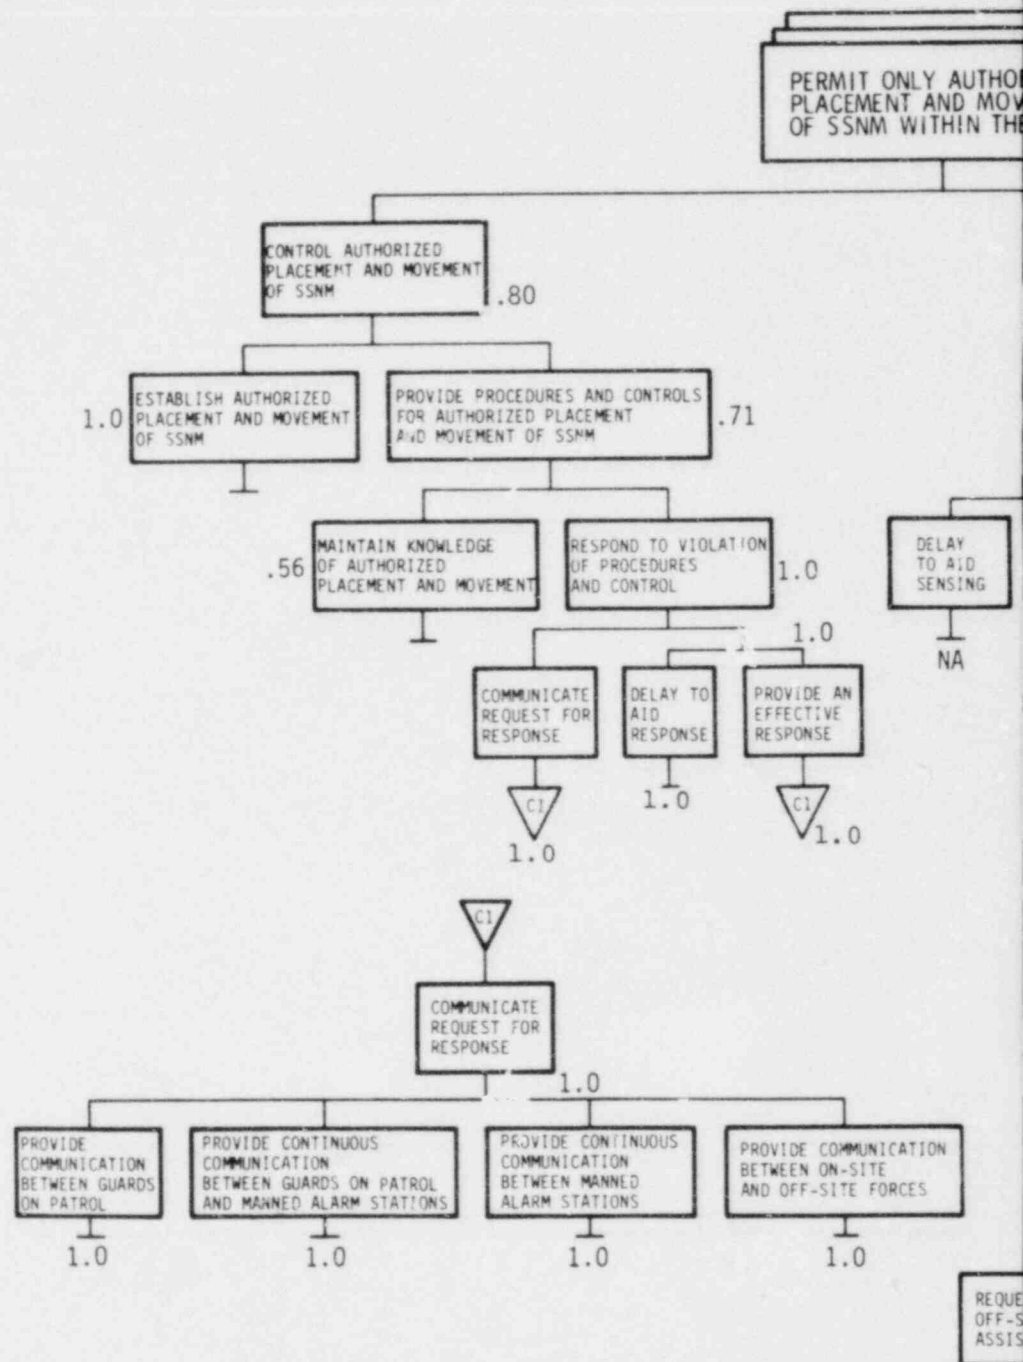 PERMIT ONLY AUTHO
PLACEMENT AND MOV
OF SSNM WITHIN THE
CONTROL AUTHORIZED
PLACEMENT AND MOVEMENT
OF SSNM
.80
1.0
ESTABLISH AUTHORIZED
PLACEMENT AND MOVEMENT
OF SSNM
PROVIDE PROCEDURES AND CONTROLS
FOR AUTHORIZED PLACEMENT
AND MOVEMENT OF SSNM
.71
.56
MAINTAIN KNOWLEDGE
OF AUTHORIZED
PLACEMENT AND MOVEMENT
RESPOND TO VIOLATION
OF PROCEDURES
AND CONTROL
1.0
DELAY
TO AID
SENSING
NA
1.0
COMMUNICATE
REQUEST FOR
RESPONSE
DELAY TO
AID
RESPONSE
PROVIDE AN
EFFECTIVE
RESPONSE
C1
1.0
1.0
C1
1.0
C1
COMMUNICATE
REQUEST FOR
RESPONSE
1.0
PROVIDE
COMMUNICATION
BETWEEN GUARDS
ON PATROL
PROVIDE CONTINUOUS
COMMUNICATION
BETWEEN GUARDS ON PATROL
AND MANNED ALARM STATIONS
PROVIDE CONTINUOUS
COMMUNICATION
BETWEEN MANNED
ALARM STATIONS
PROVIDE COMMUNICATION
BETWEEN ON-SITE
AND OFF-SITE FORCES
1.0
1.0
1.0
1.0
REQUE
OFF-S
ASSIS